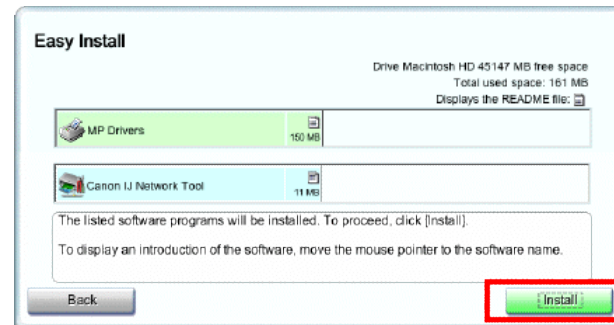 Easy Install
Drive Macintosh HD 45147 MB free space
Total used space: 161 MB
Displays the README file:
MP Drivers
150 MB
Canon IJ Network Tool
11 MB
The listed software programs will be installed. To proceed, click [Install].
To display an introduction of the software, move the mouse pointer to the software name.
Back
Install